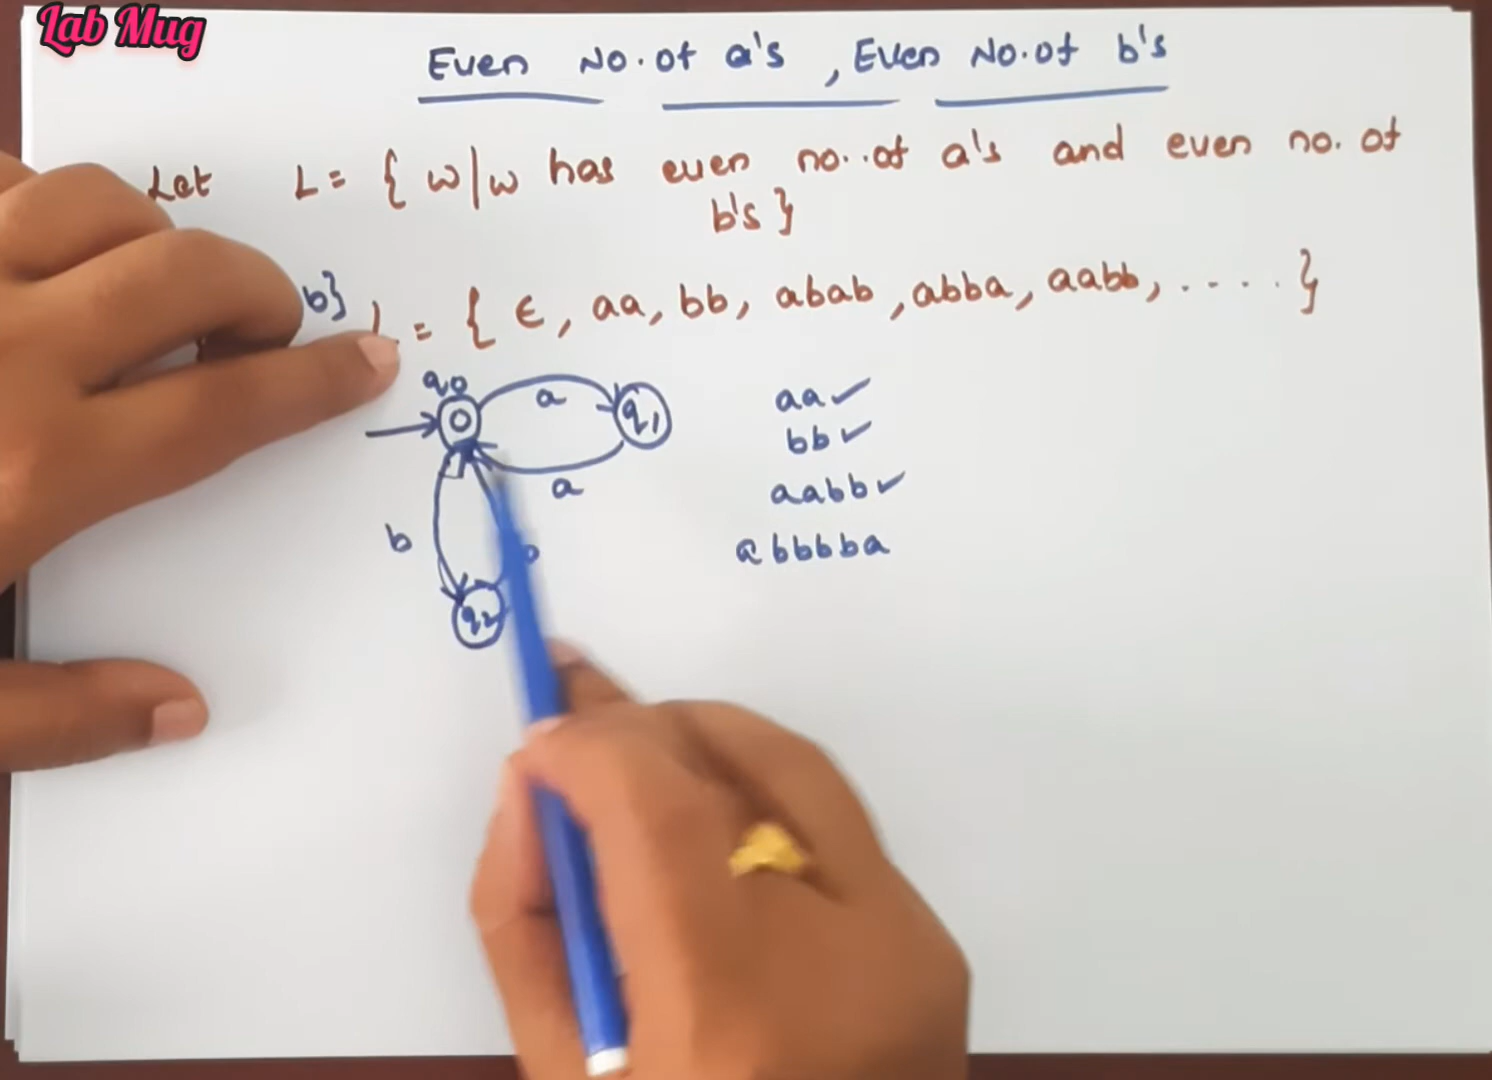 Lab Mug
Even No. of a's , Even No. of b's
Let L = { w/w has even no. of a's and even no. of
b's }
b} L = { ϵ, aa, bb, abab, abba, aabb, ..... }
q0
a
q1
a
b
q2
aa ✓
bb ✓
aabb ✓
abbbba